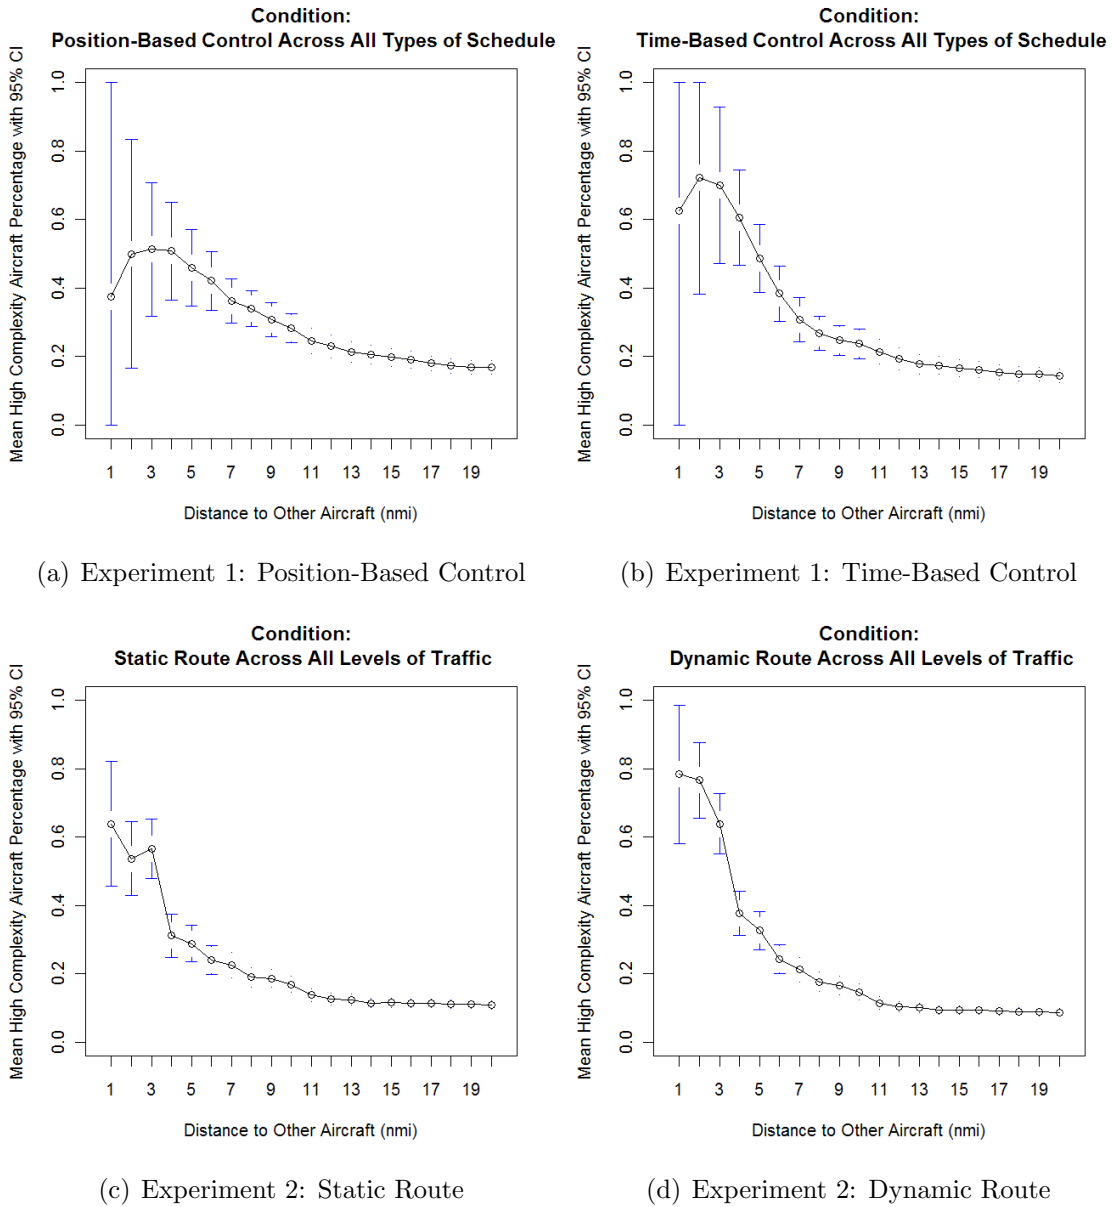 Condition:
Position-Based Control Across All Types of Schedule
Mean High Complexity Aircraft Percentage with 95% CI
0.0 0.2 0.4 0.6 0.8 1.0
1 3 5 7 9 11 13 15 17 19
Distance to Other Aircraft (nmi)
(a) Experiment 1: Position-Based Control
Condition:
Time-Based Control Across All Types of Schedule
Mean High Complexity Aircraft Percentage with 95% CI
0.0 0.2 0.4 0.6 0.8 1.0
1 3 5 7 9 11 13 15 17 19
Distance to Other Aircraft (nmi)
(b) Experiment 1: Time-Based Control
Condition:
Static Route Across All Levels of Traffic
Mean High Complexity Aircraft Percentage with 95% CI
0.0 0.2 0.4 0.6 0.8 1.0
1 3 5 7 9 11 13 15 17 19
Distance to Other Aircraft (nmi)
(c) Experiment 2: Static Route
Condition:
Dynamic Route Across All Levels of Traffic
Mean High Complexity Aircraft Percentage with 95% CI
0.0 0.2 0.4 0.6 0.8 1.0
1 3 5 7 9 11 13 15 17 19
Distance to Other Aircraft (nmi)
(d) Experiment 2: Dynamic Route